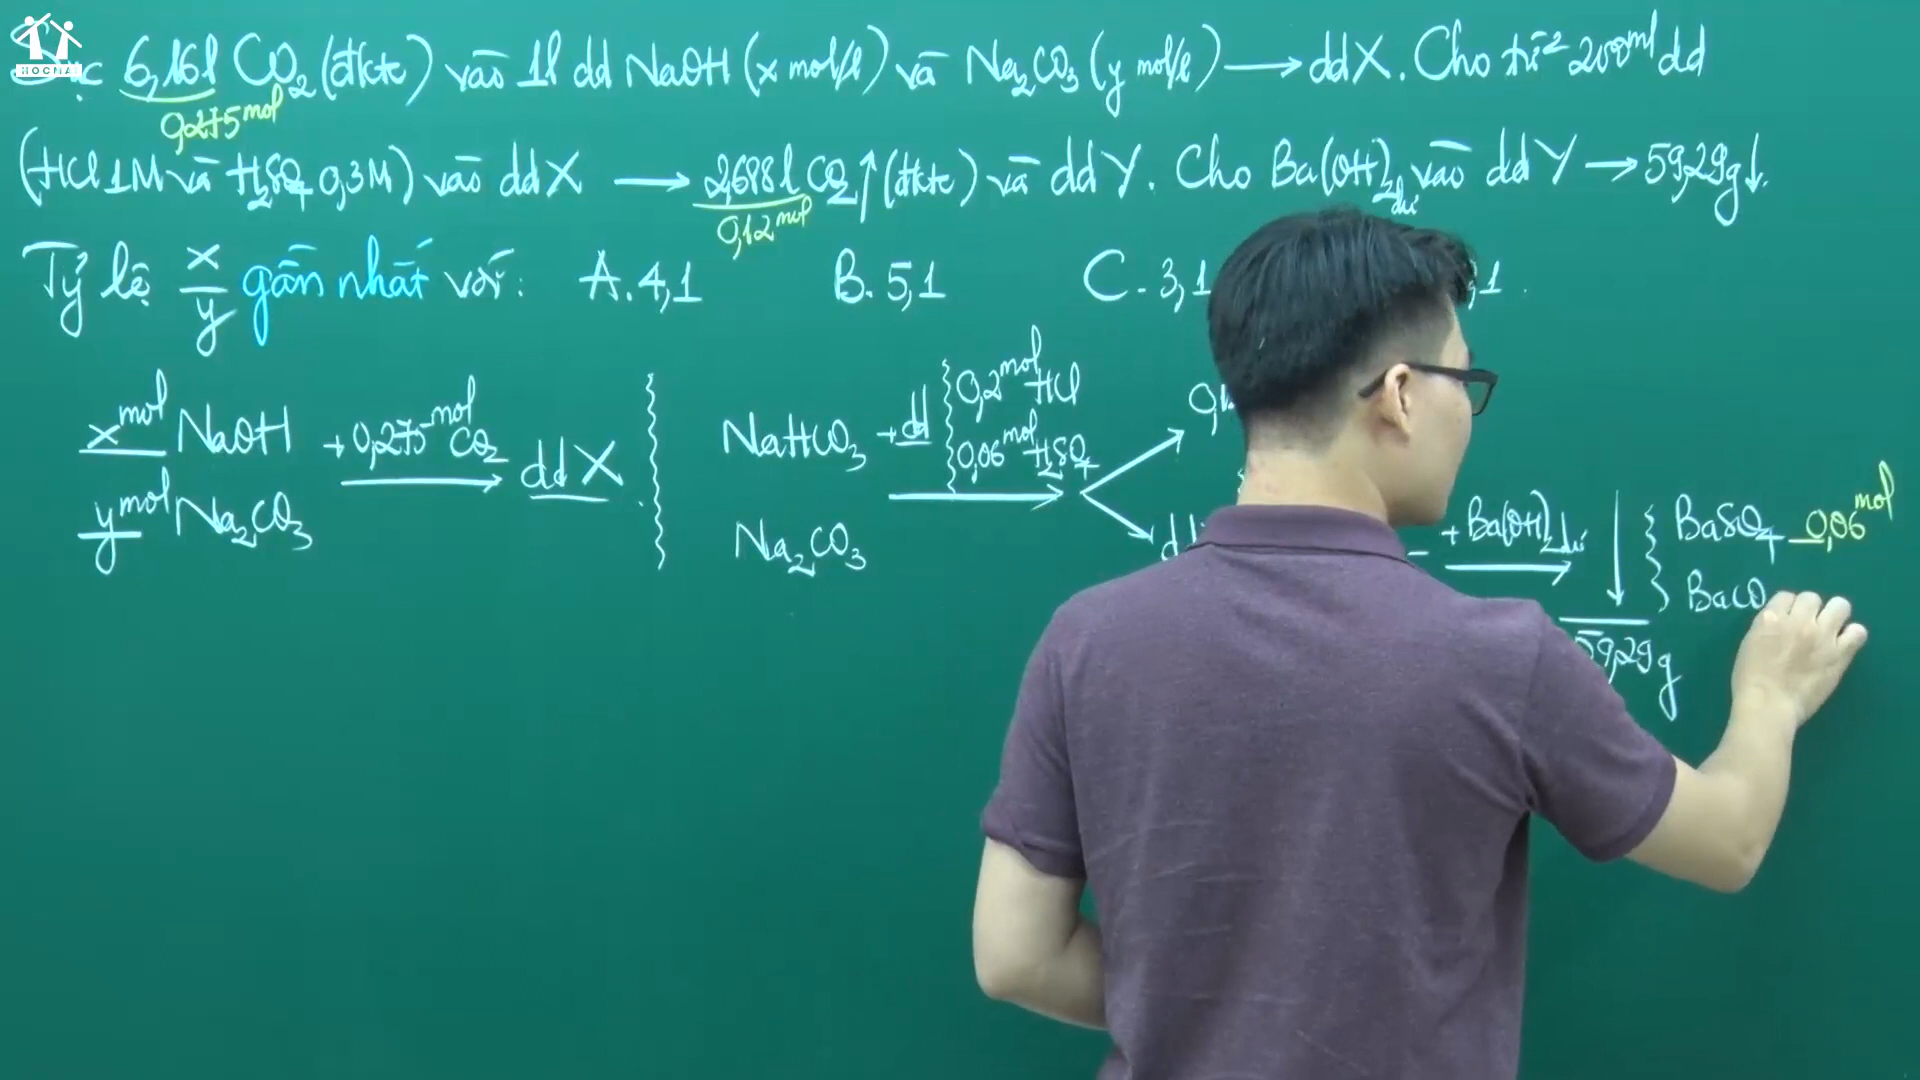 HOCMAI
6,16l CO₂ (đktc) vào 1l dd NaOH (x mol/l) và Na₂CO₃ (y mol/l) → ddX. Cho từ² 200ml dd
0,275 mol
(HCl 1M và H₂SO₄ 0,3M) vào ddX → 2,688l CO₂↑ (đktc) và ddY. Cho Ba(OH)₂ dư vào ddY → 59,29g↓.
0,12 mol
Tỷ lệ x/y gần nhất với: A. 4,1 B. 5,1 C. 3,1 ,1.
x mol NaOH + 0,275 mol CO₂ → ddX
y mol Na₂CO₃
NaHCO₃ + dd { 0,2 mol HCl
0,06 mol H₂SO₄ →
Na₂CO₃
+ Ba(OH)₂ dư → ↓ { BaSO₄ - 0,06 mol
BaCO
59,29g